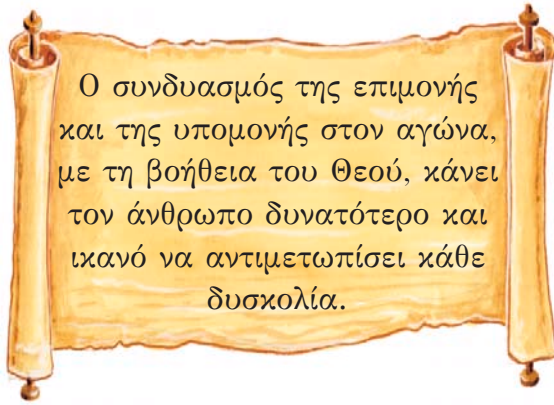 Ο συνδυασμός της επιμονής
και της υπομονής στον αγώνα,
με τη βοήθεια του Θεού, κάνει
τον άνθρωπο δυνατότερο και
ικανό να αντιμετωπίσει κάθε
δυσκολία.